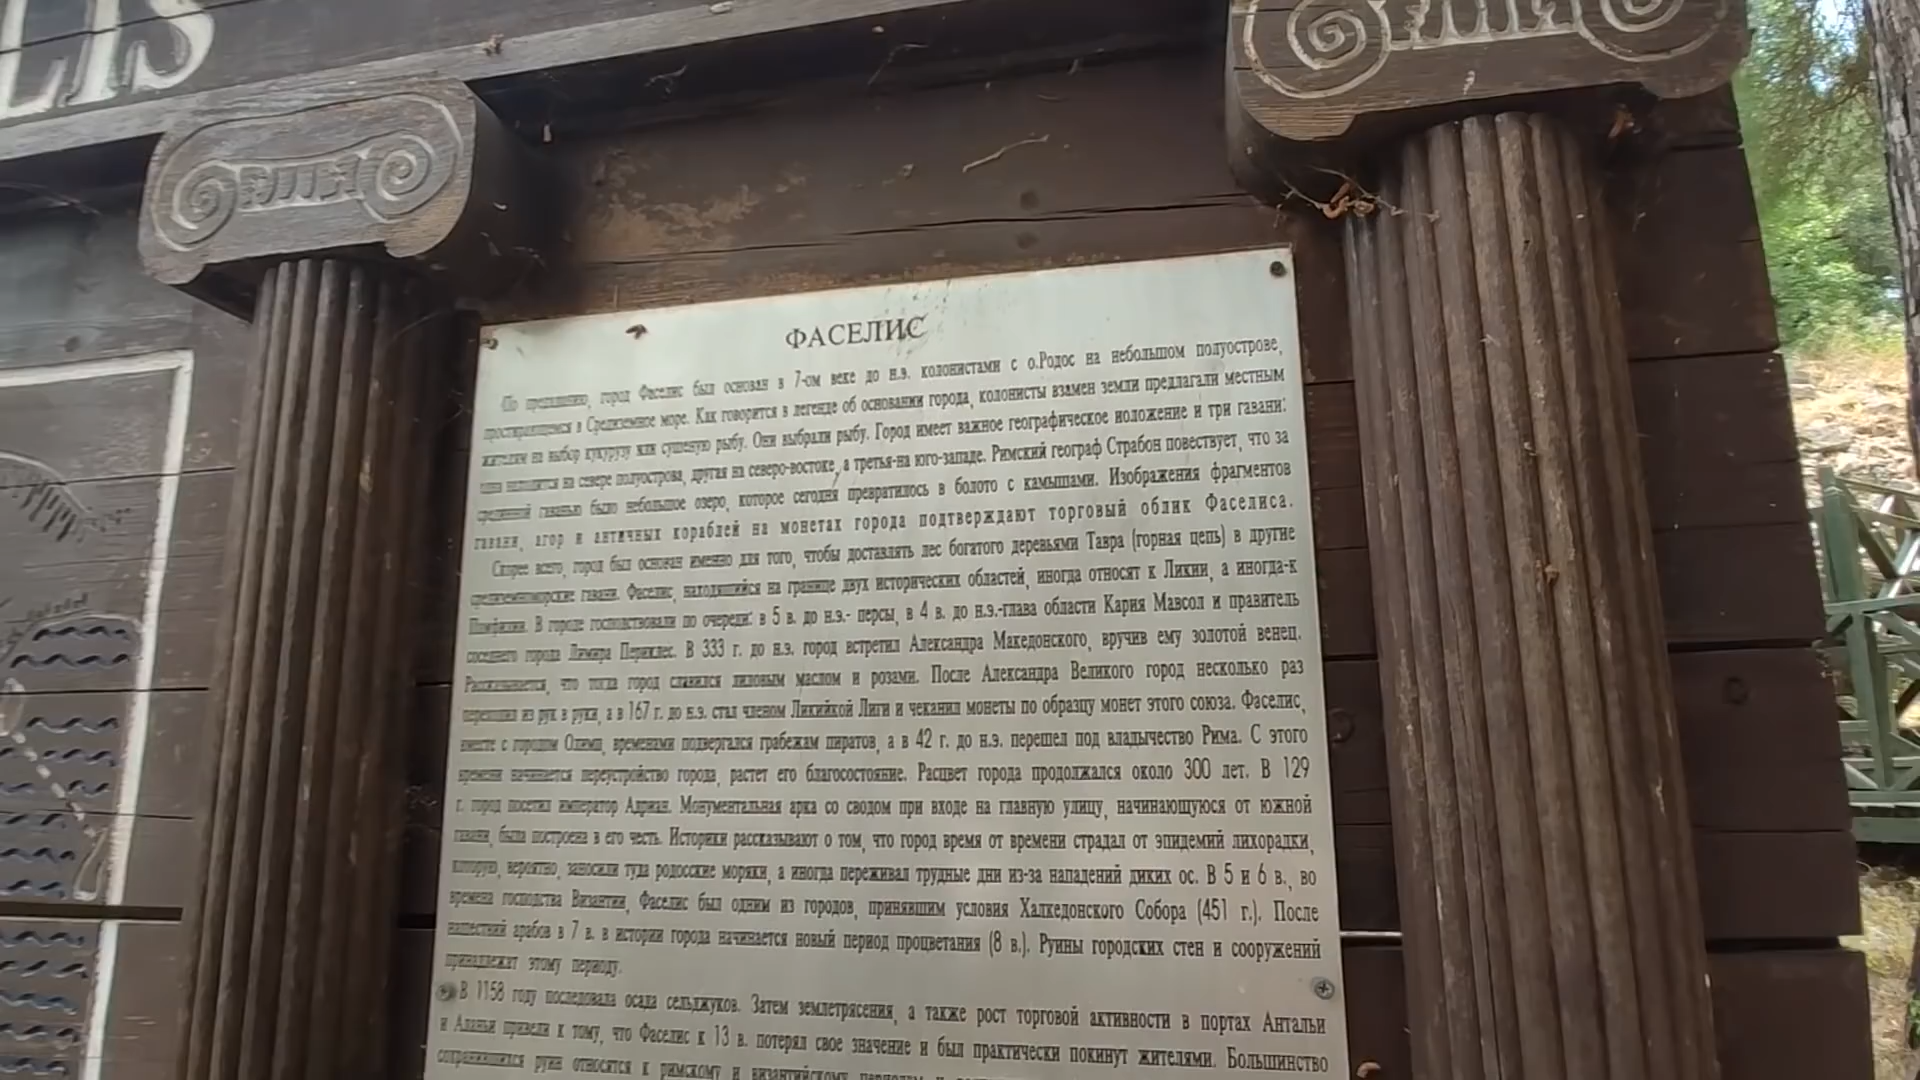 LIS
ФАСЕЛИС
По преданию, город Фаселис был основан в 7-ом веке до н.э. колонистами с о.Родос на небольшом полуострове,
простирающемся в Средиземное море. Как говорится в легенде об основании города, колонисты взамен земли предлагали местным
жителям на выбор кукурузу или сушеную рыбу. Они выбрали рыбу. Город имеет важное географическое положение и три гавани:
одна находится на севере полуострова, другая на северо-востоке, а третья-на юго-западе. Римский географ Страбон повествует, что за
срединной гаванью было небольшое озеро, которое сегодня превратилось в болото с камышами. Изображения фрагментов
гавани, агор и античных кораблей на монетах города подтверждают торговый облик Фаселиса.
Скорее всего, город был основан именно для того, чтобы доставлять лес богатого деревьями Тавра (горная цепь) в другие
средиземноморские гавани. Фаселис, находящийся на границе двух исторических областей, иногда относят к Ликии, а иногда-к
Памфилии. В городе господствовали по очереди: в 5 в. до н.э.- персы, в 4 в. до н.э.-глава области Кария Мавсол и правитель
соседнего города Лимира Периклес. В 333 г. до н.э. город встретил Александра Македонского, вручив ему золотой венец.
Рассказывается, что тогда город славился лиловым маслом и розами. После Александра Великого город несколько раз
переходил из рук в руки, а в 167 г. до н.э. стал членом Ликийкой Лиги и чеканил монеты по образцу монет этого союза. Фаселис,
вместе с городом Олимп, временами подвергался грабежам пиратов, а в 42 г. до н.э. перешел под владычество Рима. С этого
времени начинается переустройство города, растет его благосостояние. Расцвет города продолжался около 300 лет. В 129
г. город посетил император Адриан. Монументальная арка со сводом при входе на главную улицу, начинающуюся от южной
гавани, была построена в его честь. Историки рассказывают о том, что город время от времени страдал от эпидемий лихорадки,
которую, вероятно, заносили туда родосские моряки, а иногда переживал трудные дни из-за нападений диких ос. В 5 и 6 в., во
времена господства Византии, Фаселис был одним из городов, принявшим условия Халкедонского Собора (451 г.). После
нашествий арабов в 7 в. в истории города начинается новый период процветания (8 в.). Руины городских стен и сооружений
принадлежат этому периоду.
В 1158 году последовала осада сельджуков. Затем землетрясения, а также рост торговой активности в портах Антальи
и Аланьи привели к тому, что Фаселис к 13 в. потерял свое значение и был практически покинут жителями. Большинство
сохранившихся руин относится к римскому и византийскому периодам